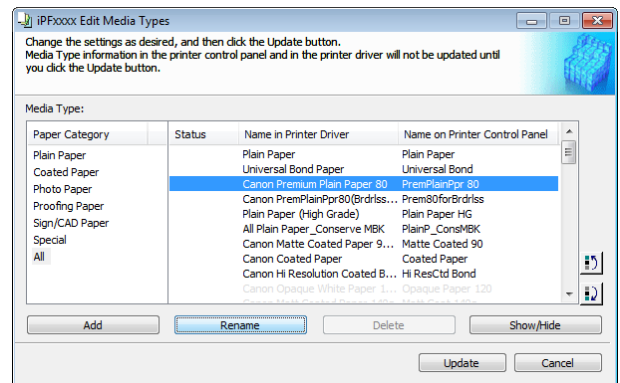 iPFxxxx Edit Media Types
Change the settings as desired, and then click the Update button.
Media Type information in the printer control panel and in the printer driver will not be updated until
you click the Update button.
Media Type:
Paper Category Status Name in Printer Driver Name on Printer Control Panel
Plain Paper
Coated Paper
Photo Paper
Proofing Paper
Sign/CAD Paper
Special
All
Plain Paper Plain Paper
Universal Bond Paper Universal Bond
Canon Premium Plain Paper 80 PremPlainPpr 80
Canon PremPlainPpr80(Brdrlss... Prem80forBrdrlss
Plain Paper (High Grade) Plain Paper HG
All Plain Paper_Conserve MBK PlainP_ConsMBK
Canon Matte Coated Paper 9... Matte Coated 90
Canon Coated Paper Coated Paper
Canon Hi Resolution Coated B... Hi ResCtd Bond
Canon Opaque White Paper 1... Opaque Paper 120
Add Rename Delete Show/Hide
Update Cancel